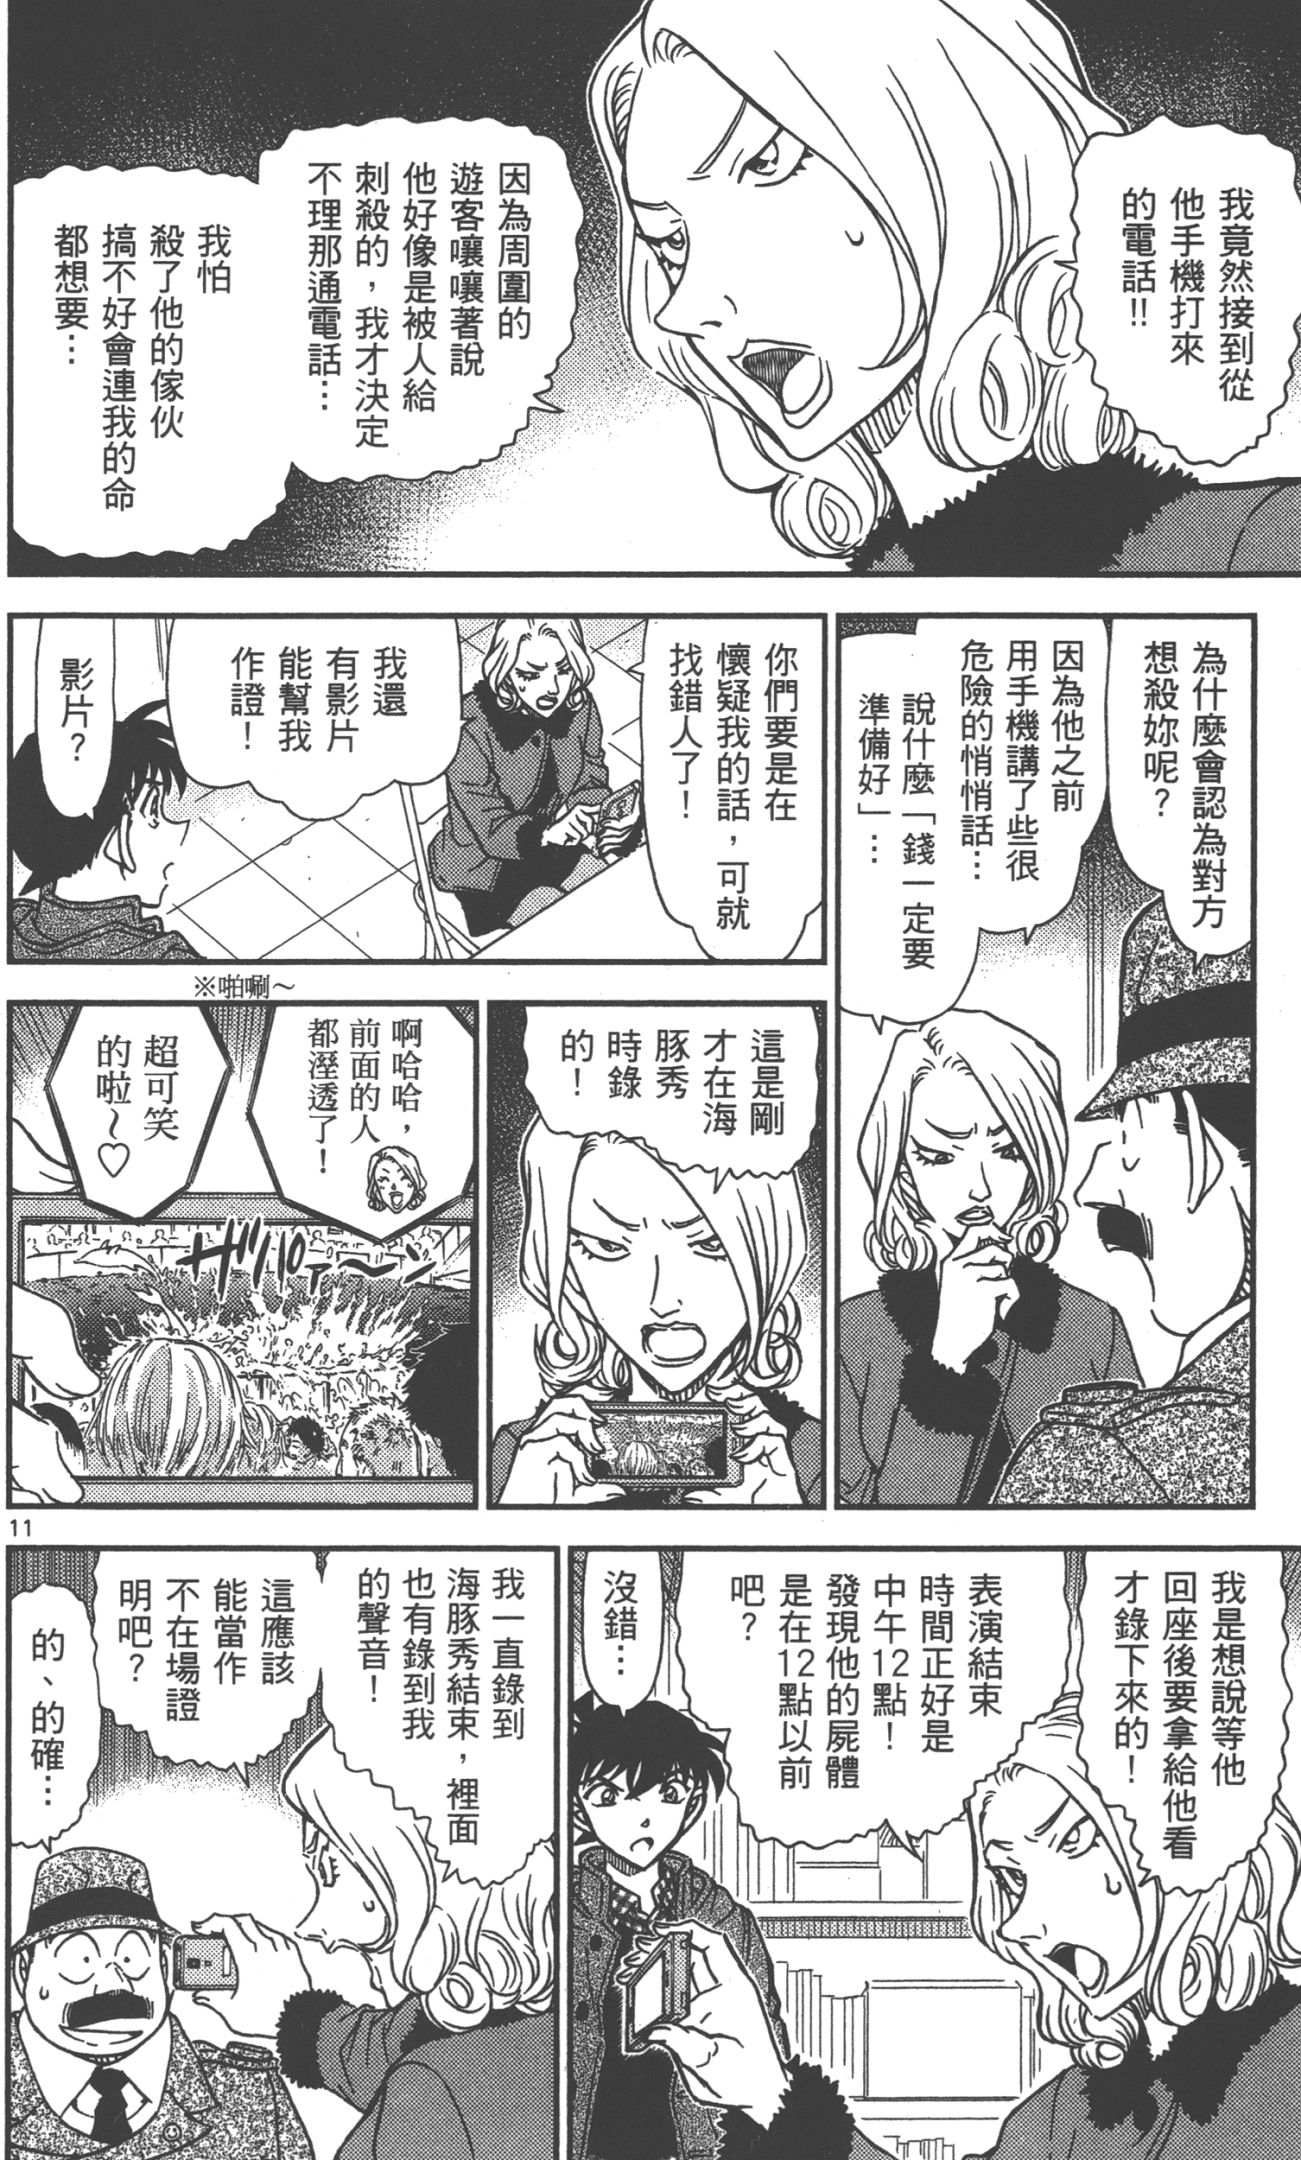 我竟然接到從
他手機打來
的電話!!
因為周圍的
遊客嚷嚷著說
他好像是被人給
刺殺的，我才決定
不理那通電話…
我怕
殺了他的傢伙
搞不好會連我的命
都想要…
為什麼會認為對方
想殺妳呢？
因為他之前
用手機講了些很
危險的悄悄話…
說什麼「錢一定要
準備好」…
你們要是在
懷疑我的話，可就
找錯人了！
我還
有影片
能幫我
作證！
影片？
這是剛
才在海
豚秀
時錄
的！
※啪唰～
啊哈哈，
前面的人
都溼透了！
超可笑
的啦～♡
ザバァ〜ン
11
我是想說等他
回座後要拿給他看
才錄下來的！
表演結束
時間正好是
中午12點！
發現他的屍體
是在12點以前
吧？
沒錯…
我一直錄到
海豚秀結束，裡面
也有錄到我
的聲音！
這應該
能當作
不在場證
明吧？
的、的確…